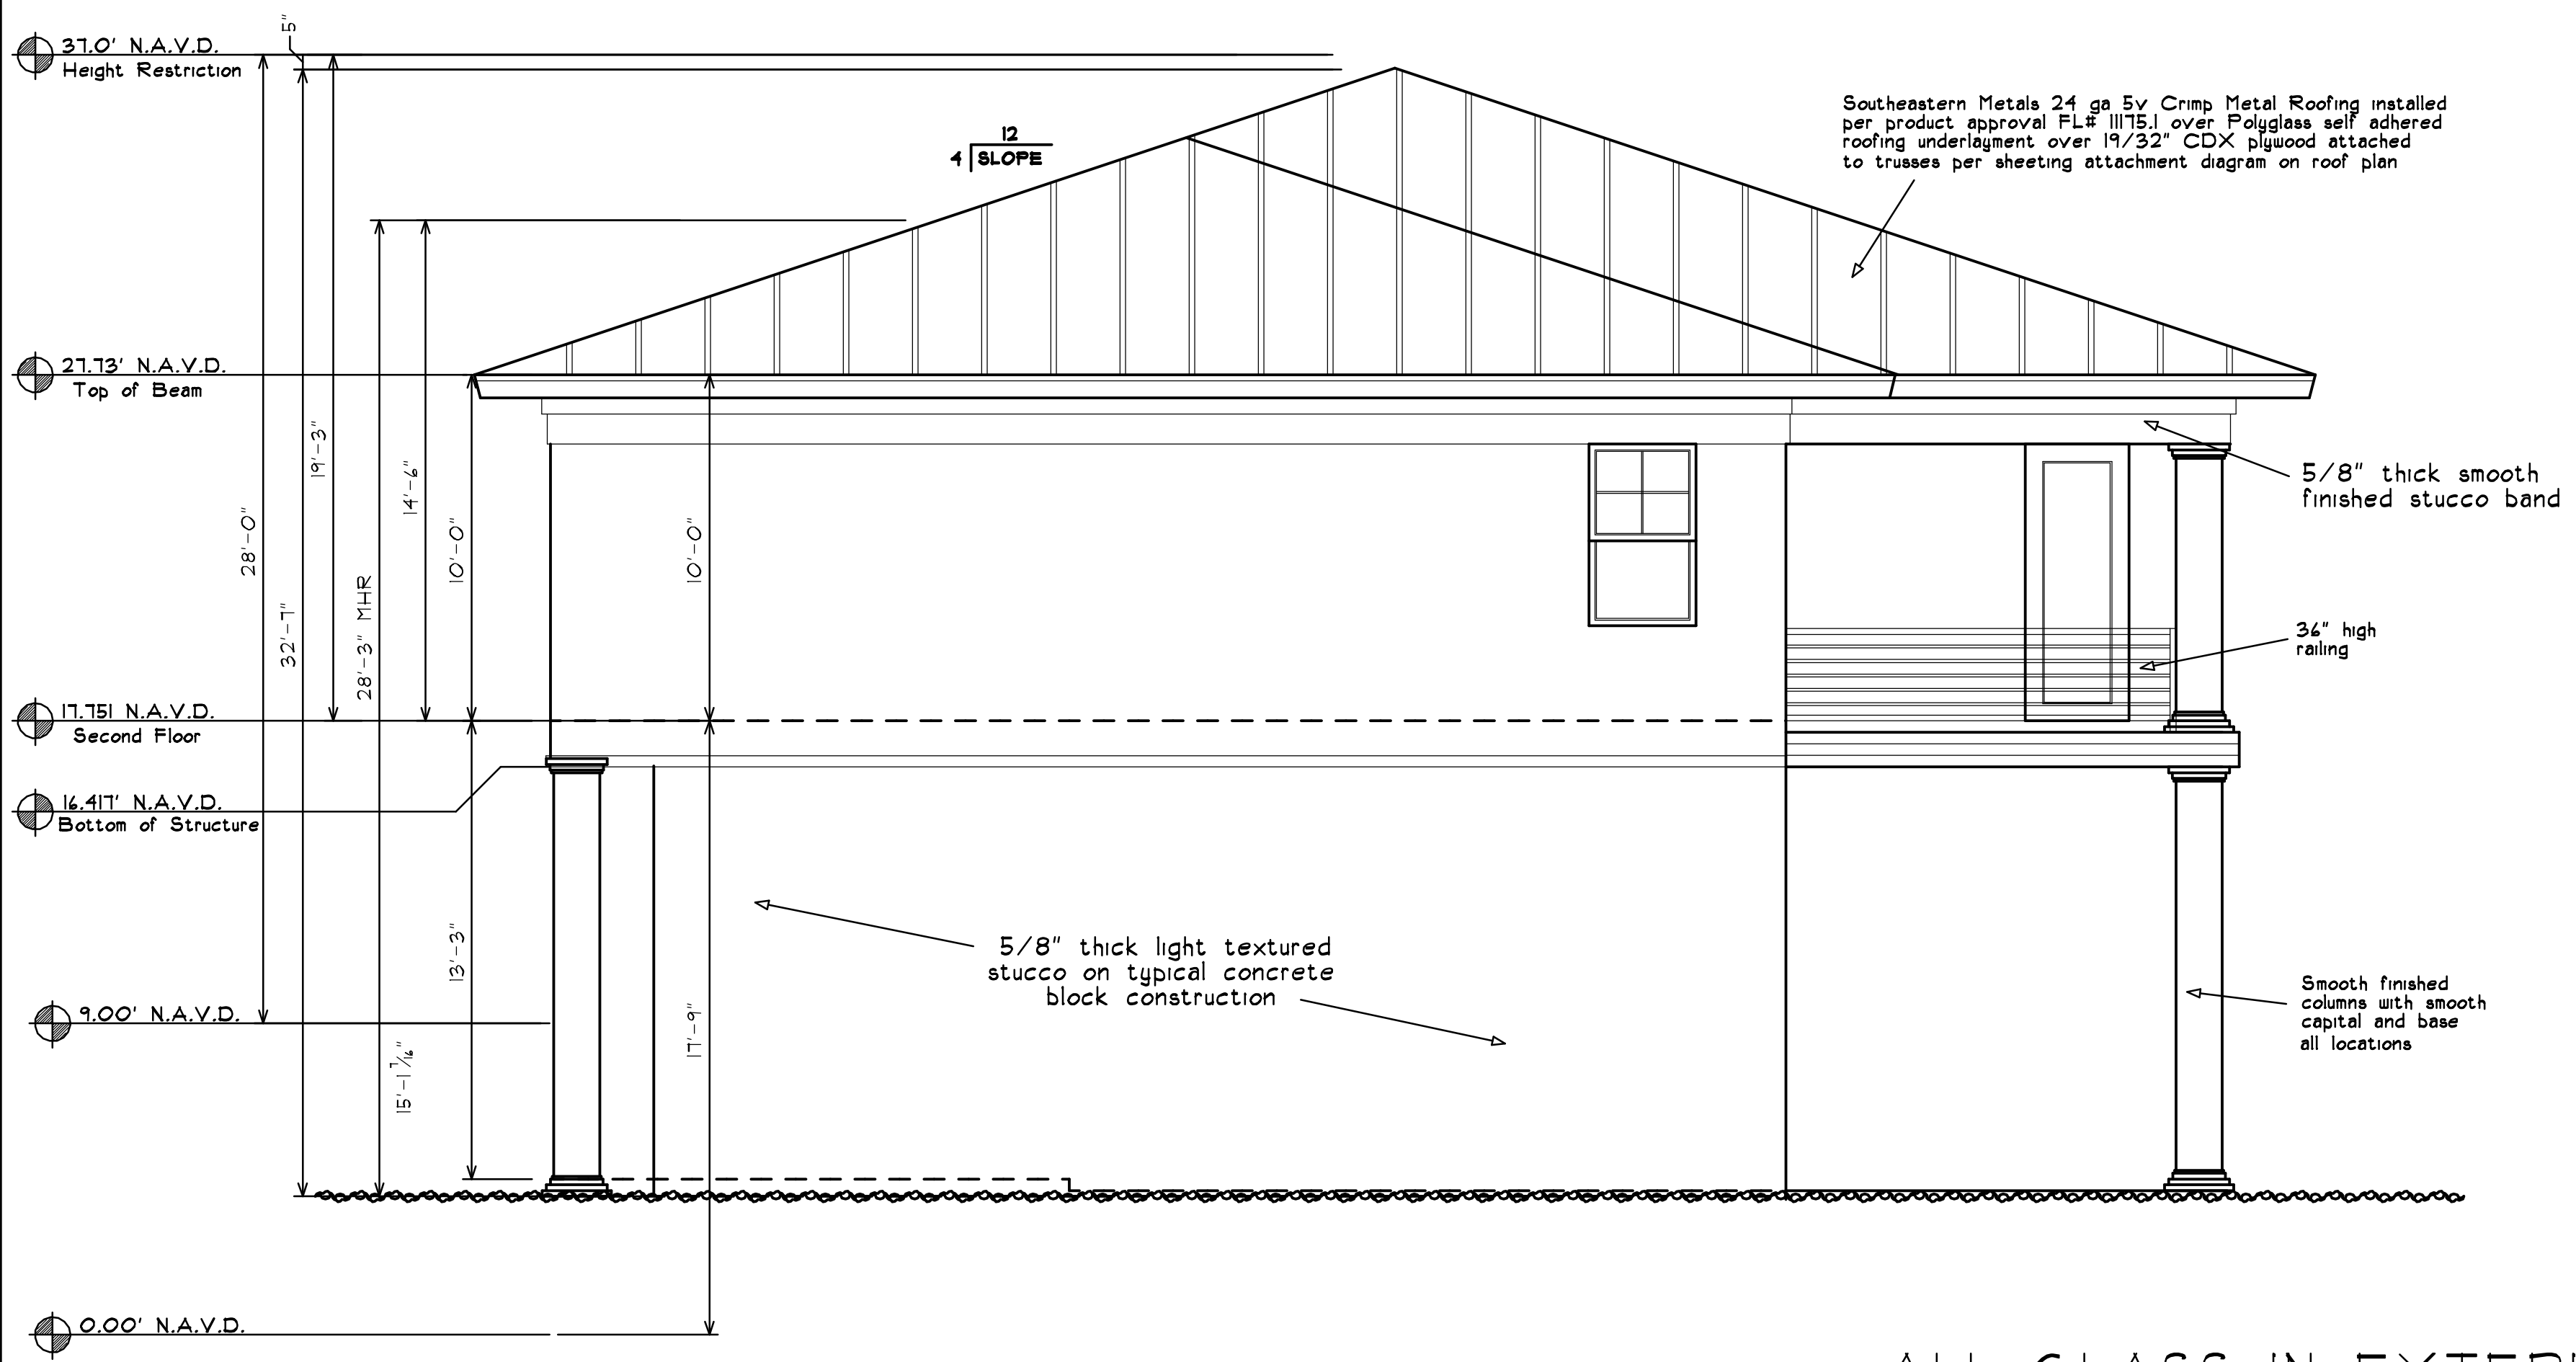 5"
37.0' N.A.V.D.
Height Restriction
12
4 SLOPE
Southeastern Metals 24 ga 5v Crimp Metal Roofing installed
per product approval FL# 11175.1 over Polyglass self adhered
roofing underlayment over 19/32" CDX plywood attached
to trusses per sheeting attachment diagram on roof plan
27.73' N.A.V.D.
Top of Beam
28'-0"
32'-7"
19'-3"
28'-3" MHR
14'-6"
10'-0"
10'-0"
5/8" thick smooth
finished stucco band
36" high
railing
17.751 N.A.V.D.
Second Floor
16.417' N.A.V.D.
Bottom of Structure
13'-3"
15'-1 7/16"
17'-9"
5/8" thick light textured
stucco on typical concrete
block construction
Smooth finished
columns with smooth
capital and base
all locations
9.00' N.A.V.D.
0.00' N.A.V.D.
ALL GLASS IN